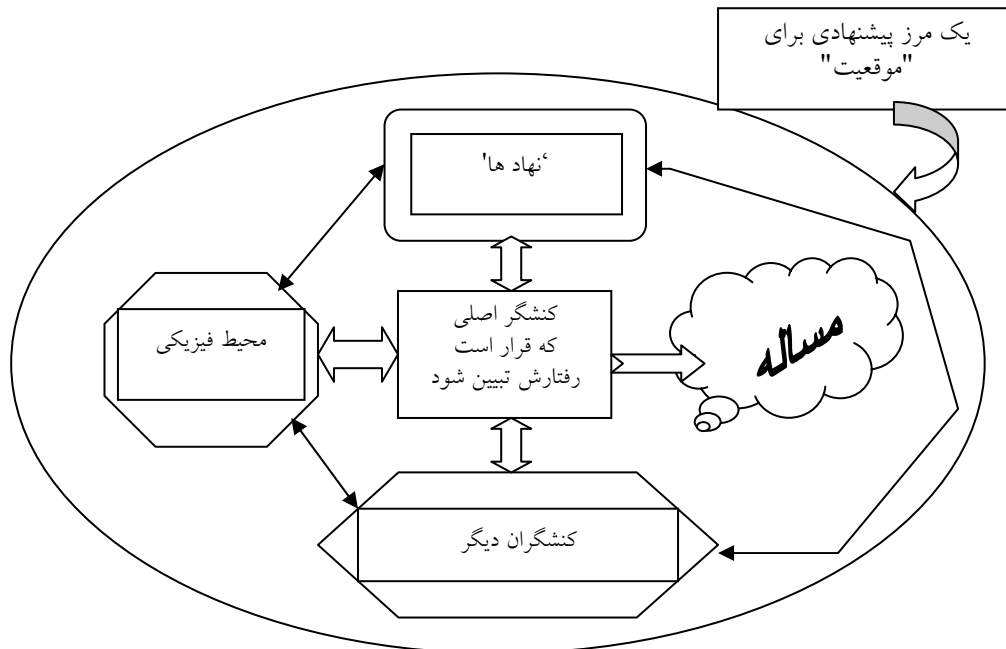 یک مرز پیشنهادی برای
"موقعیت"
‘نهاد ها'
کنشگر اصلی
که قرار است
رفتارش تبیین شود
مساله
محیط فیزیکی
کنشگران دیگر